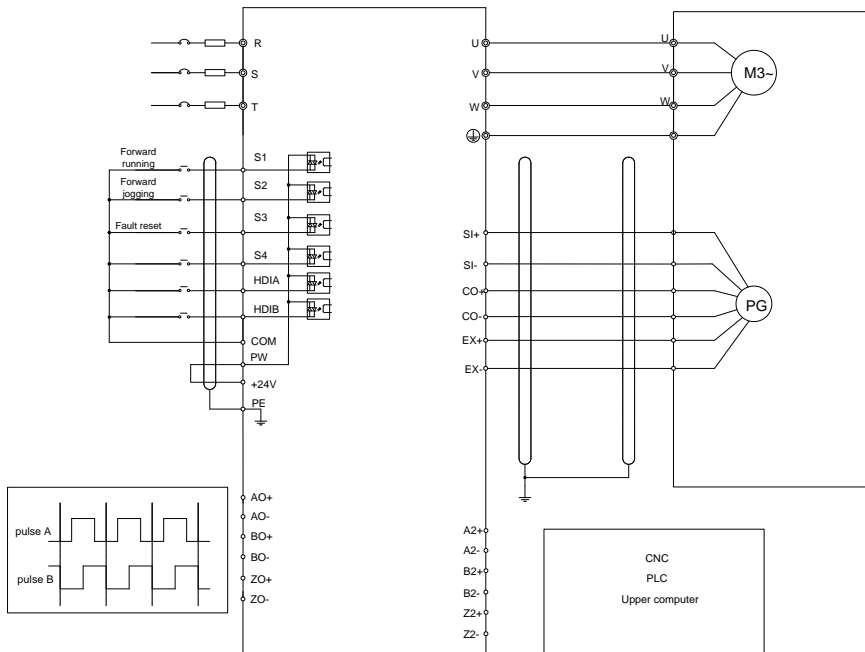 R
S
T
U
V
W
U
V
W
M3~
Forward
running
Forward
jogging
Fault reset
S1
S2
S3
S4
HDIA
HDIB
COM
PW
+24V
PE
SI+
SI-
CO+
CO-
EX+
EX-
PG
pulse A
pulse B
AO+
AO-
BO+
BO-
ZO+
ZO-
A2+
A2-
B2+
B2-
Z2+
Z2-
CNC
PLC
Upper computer